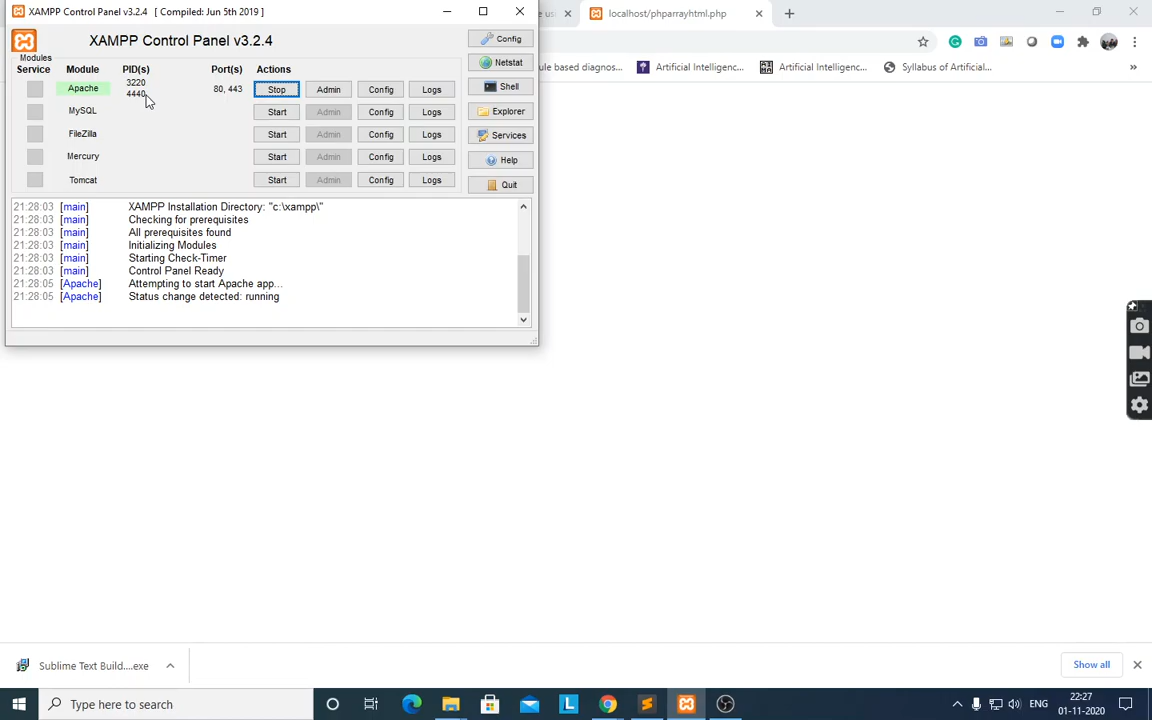 XAMPP Control Panel v3.2.4 [ Compiled: Jun 5th 2019 ]
e us
localhost/phparrayhtml.php
XAMPP Control Panel v3.2.4
Config
Modules
Service Module PID(s) Port(s) Actions
Netstat
ule based diagnos...
Artificial Intelligenc...
Artificial Intelligenc...
Syllabus of Artificial...
»
Apache 3220
4440 80, 443 Stop Admin Config Logs
Shell
MySQL Start Admin Config Logs
Explorer
FileZilla Start Admin Config Logs
Services
Mercury Start Admin Config Logs
Help
Tomcat Start Admin Config Logs
Quit
21:28:03 [main] XAMPP Installation Directory: "c:\xampp\"
21:28:03 [main] Checking for prerequisites
21:28:03 [main] All prerequisites found
21:28:03 [main] Initializing Modules
21:28:03 [main] Starting Check-Timer
21:28:03 [main] Control Panel Ready
21:28:05 [Apache] Attempting to start Apache app...
21:28:05 [Apache] Status change detected: running
Sublime Text Build....exe
Show all
Type here to search
ENG
22:27
01-11-2020